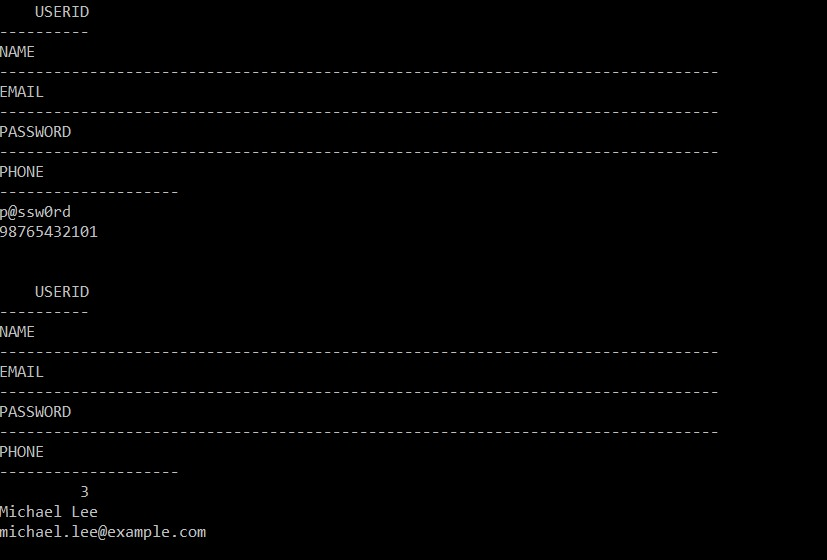 USERID
----------
NAME
--------------------------------------------------------------------------------
EMAIL
--------------------------------------------------------------------------------
PASSWORD
--------------------------------------------------------------------------------
PHONE
--------------------
p@ssw0rd
98765432101

    USERID
----------
NAME
--------------------------------------------------------------------------------
EMAIL
--------------------------------------------------------------------------------
PASSWORD
--------------------------------------------------------------------------------
PHONE
--------------------
         3
Michael Lee
michael.lee@example.com